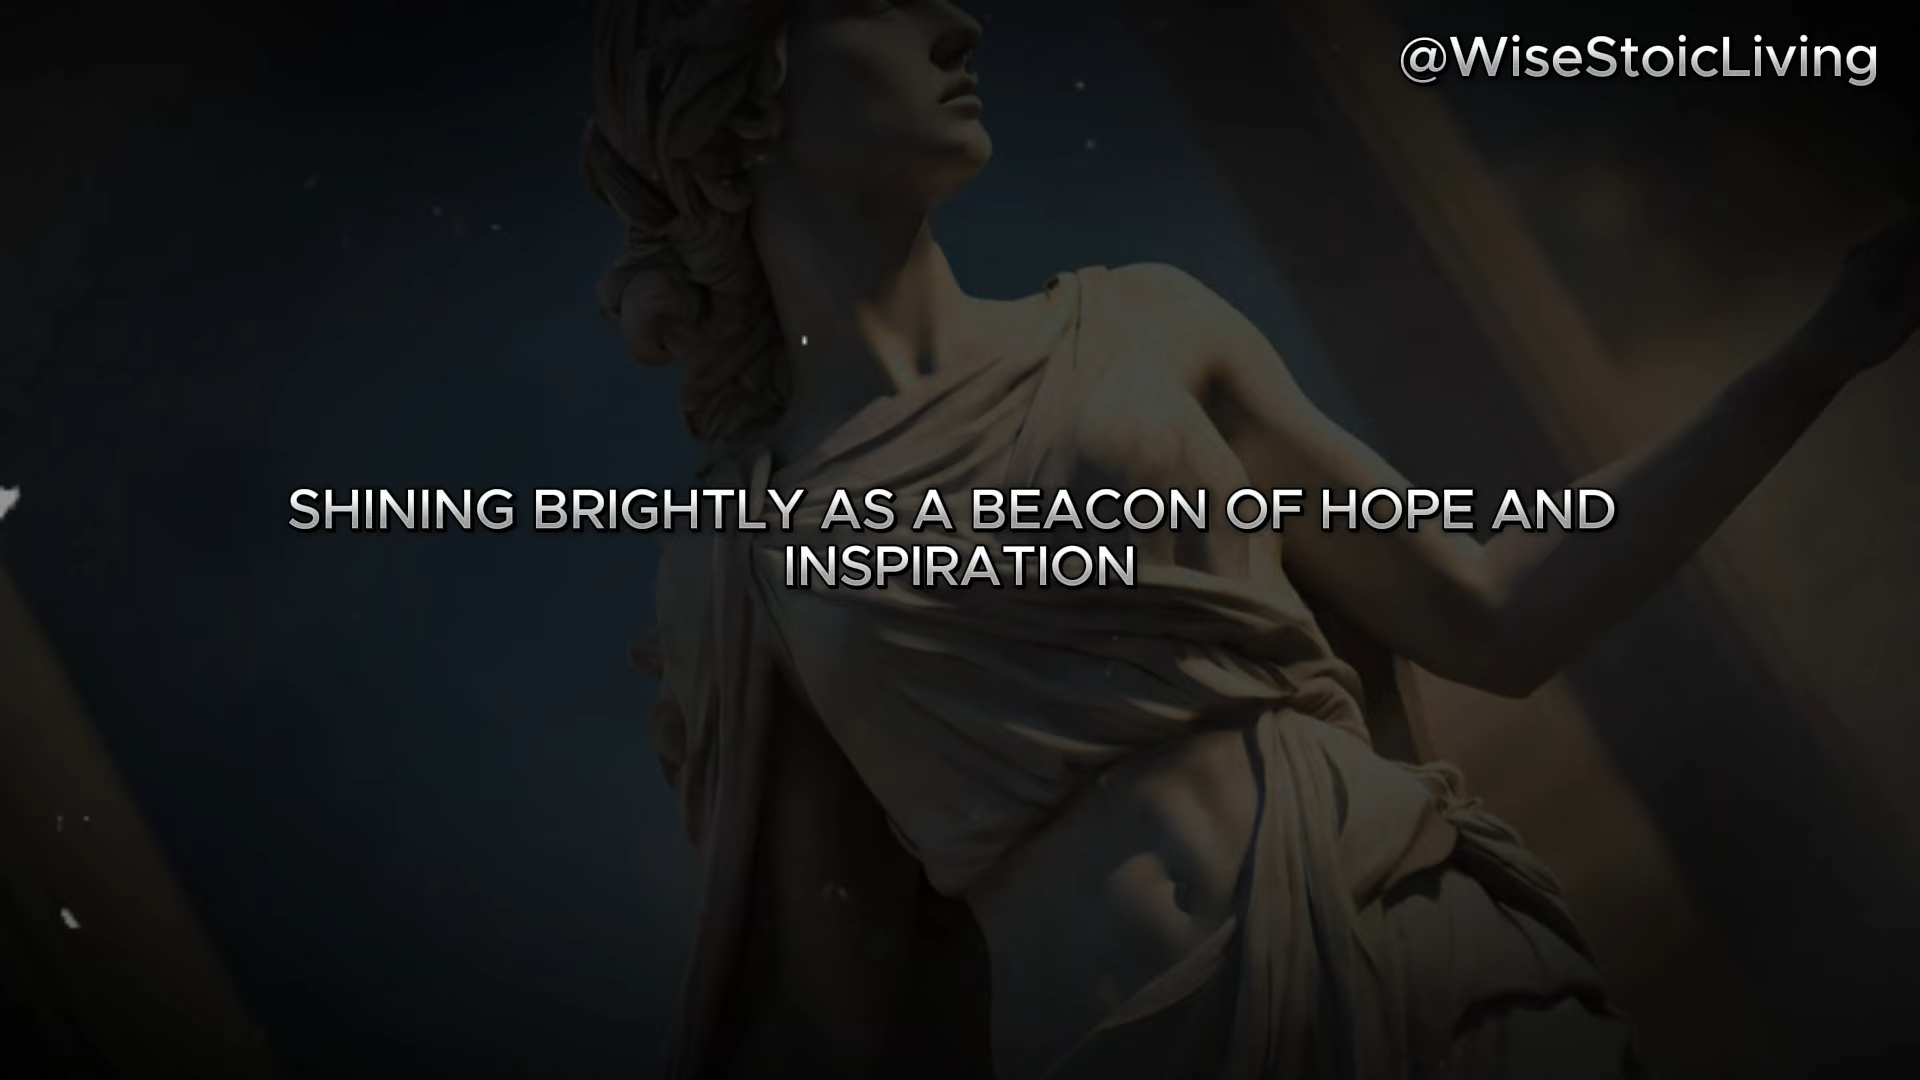 @WiseStoicLiving
SHINING BRIGHTLY AS A BEACON OF HOPE AND
INSPIRATION